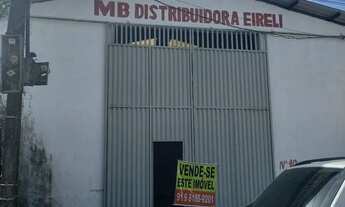 MB DISTRIBUIDORA EIRELI
VENDE-SE
ESTE IMÓVEL